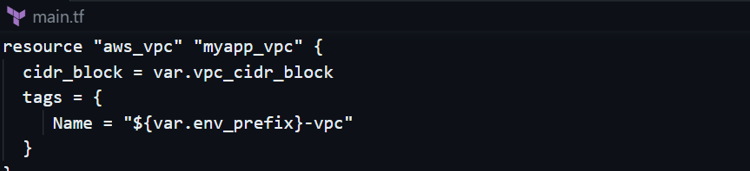 main.tf
resource "aws_vpc" "myapp_vpc" {
  cidr_block = var.vpc_cidr_block
  tags = {
     Name = "${var.env_prefix}-vpc"
  }
}